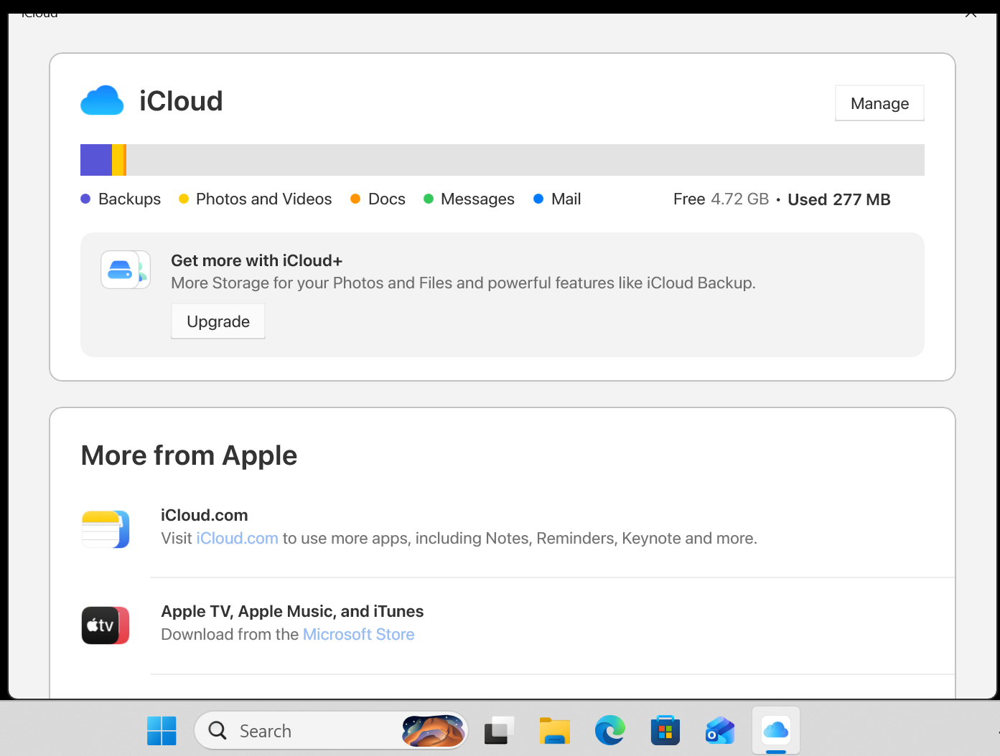 iCloud
iCloud
Manage
Backups Photos and Videos Docs Messages Mail Free 4.72 GB • Used 277 MB
Get more with iCloud+
More Storage for your Photos and Files and powerful features like iCloud Backup.
Upgrade
More from Apple
iCloud.com
Visit iCloud.com to use more apps, including Notes, Reminders, Keynote and more.
tv
Apple TV, Apple Music, and iTunes
Download from the Microsoft Store
Search